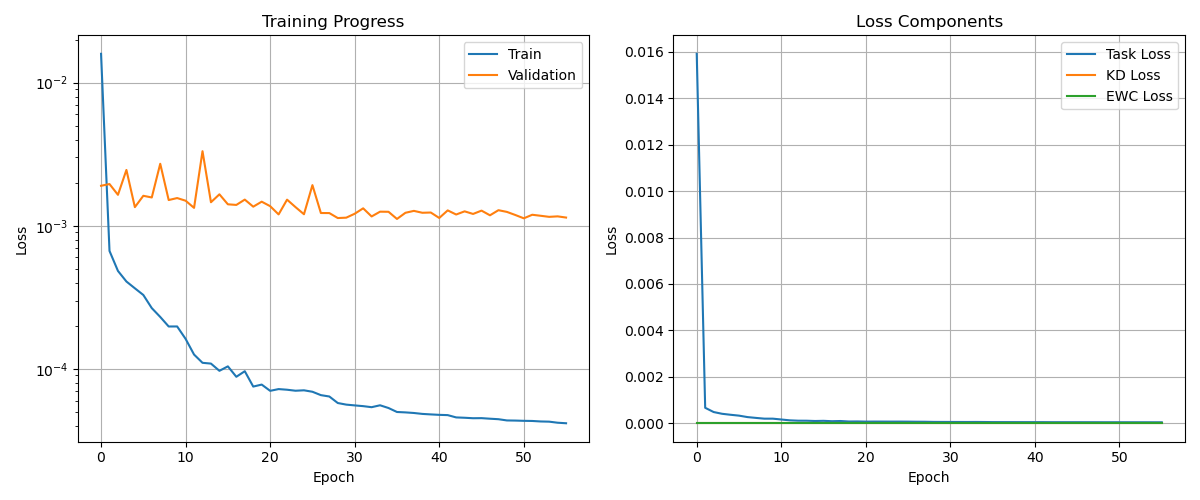 Training Progress
Loss
10⁻²
10⁻³
10⁻⁴
Train
Validation
0 10 20 30 40 50
Epoch
Loss Components
Loss
0.016
0.014
0.012
0.010
0.008
0.006
0.004
0.002
0.000
Task Loss
KD Loss
EWC Loss
0 10 20 30 40 50
Epoch